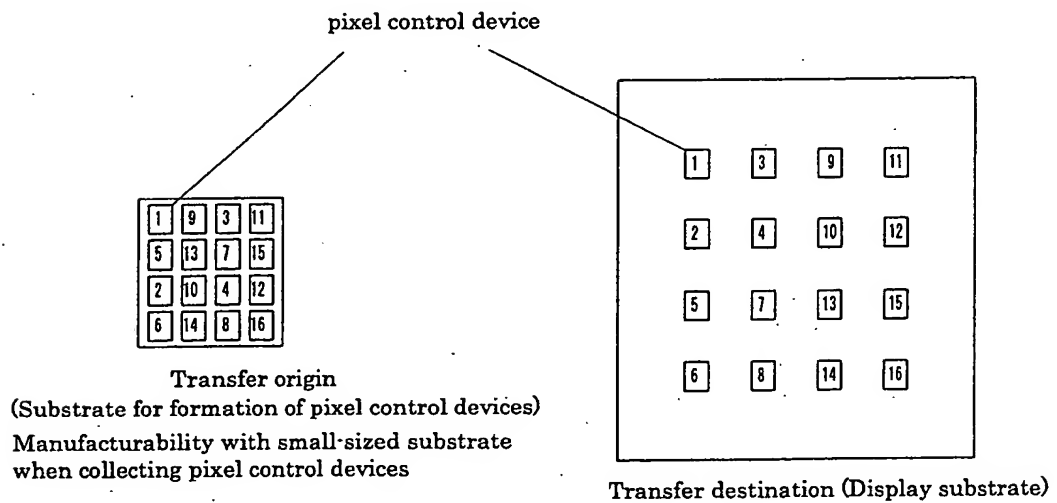 pixel control device
1 9 3 11
5 13 7 15
2 10 4 12
6 14 8 16
Transfer origin
(Substrate for formation of pixel control devices)
Manufacturability with small-sized substrate
when collecting pixel control devices
1 3 9 11
2 4 10 12
5 7 13 15
6 8 14 16
Transfer destination (Display substrate)